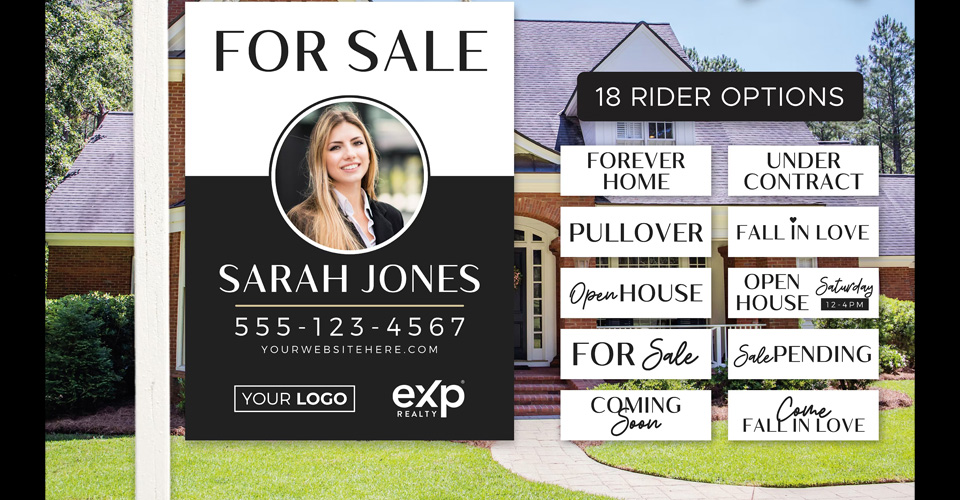 FOR SALE
SARAH JONES
555-123-4567
YOURWEBSITEHERE.COM
YOUR LOGO
exp
REALTY
18 RIDER OPTIONS
FOREVER
HOME
UNDER
CONTRACT
PULLOVER
FALL IN LOVE
Open HOUSE
OPEN
HOUSE
Saturday
12-4PM
FOR Sale
Sale PENDING
COMING
Soon
Come
FALL IN LOVE